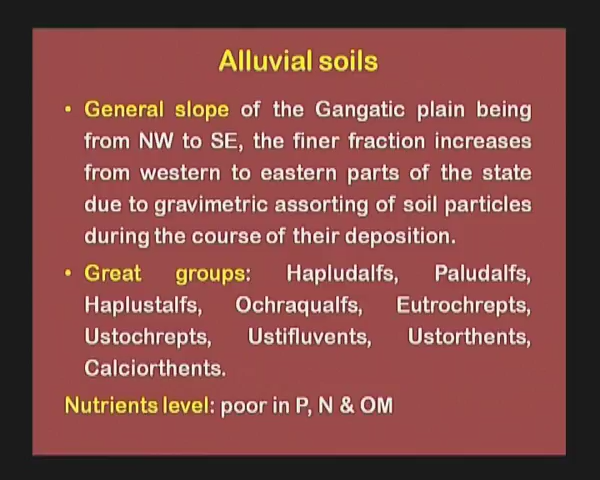 Alluvial soils
• General slope of the Gangatic plain being
from NW to SE, the finer fraction increases
from western to eastern parts of the state
due to gravimetric assorting of soil particles
during the course of their deposition.
• Great groups: Hapludalfs, Paludalfs,
Haplustalfs, Ochraqualfs, Eutrochrepts,
Ustochrepts, Ustifluvents, Ustorthents,
Calciorthents.
Nutrients level: poor in P, N & OM